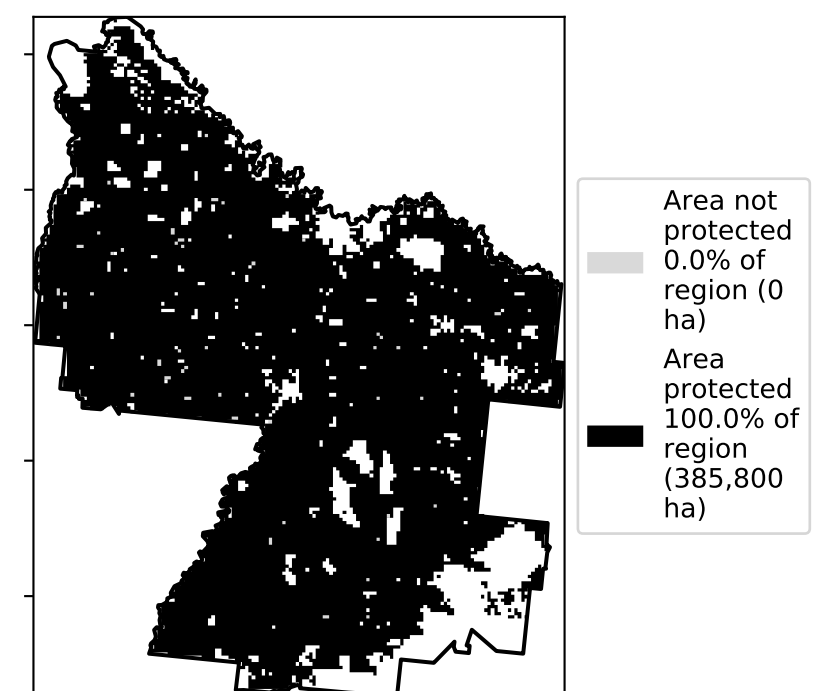 Area not
protected
0.0% of
region (0
ha)
Area
protected
100.0% of
region
(385,800
ha)